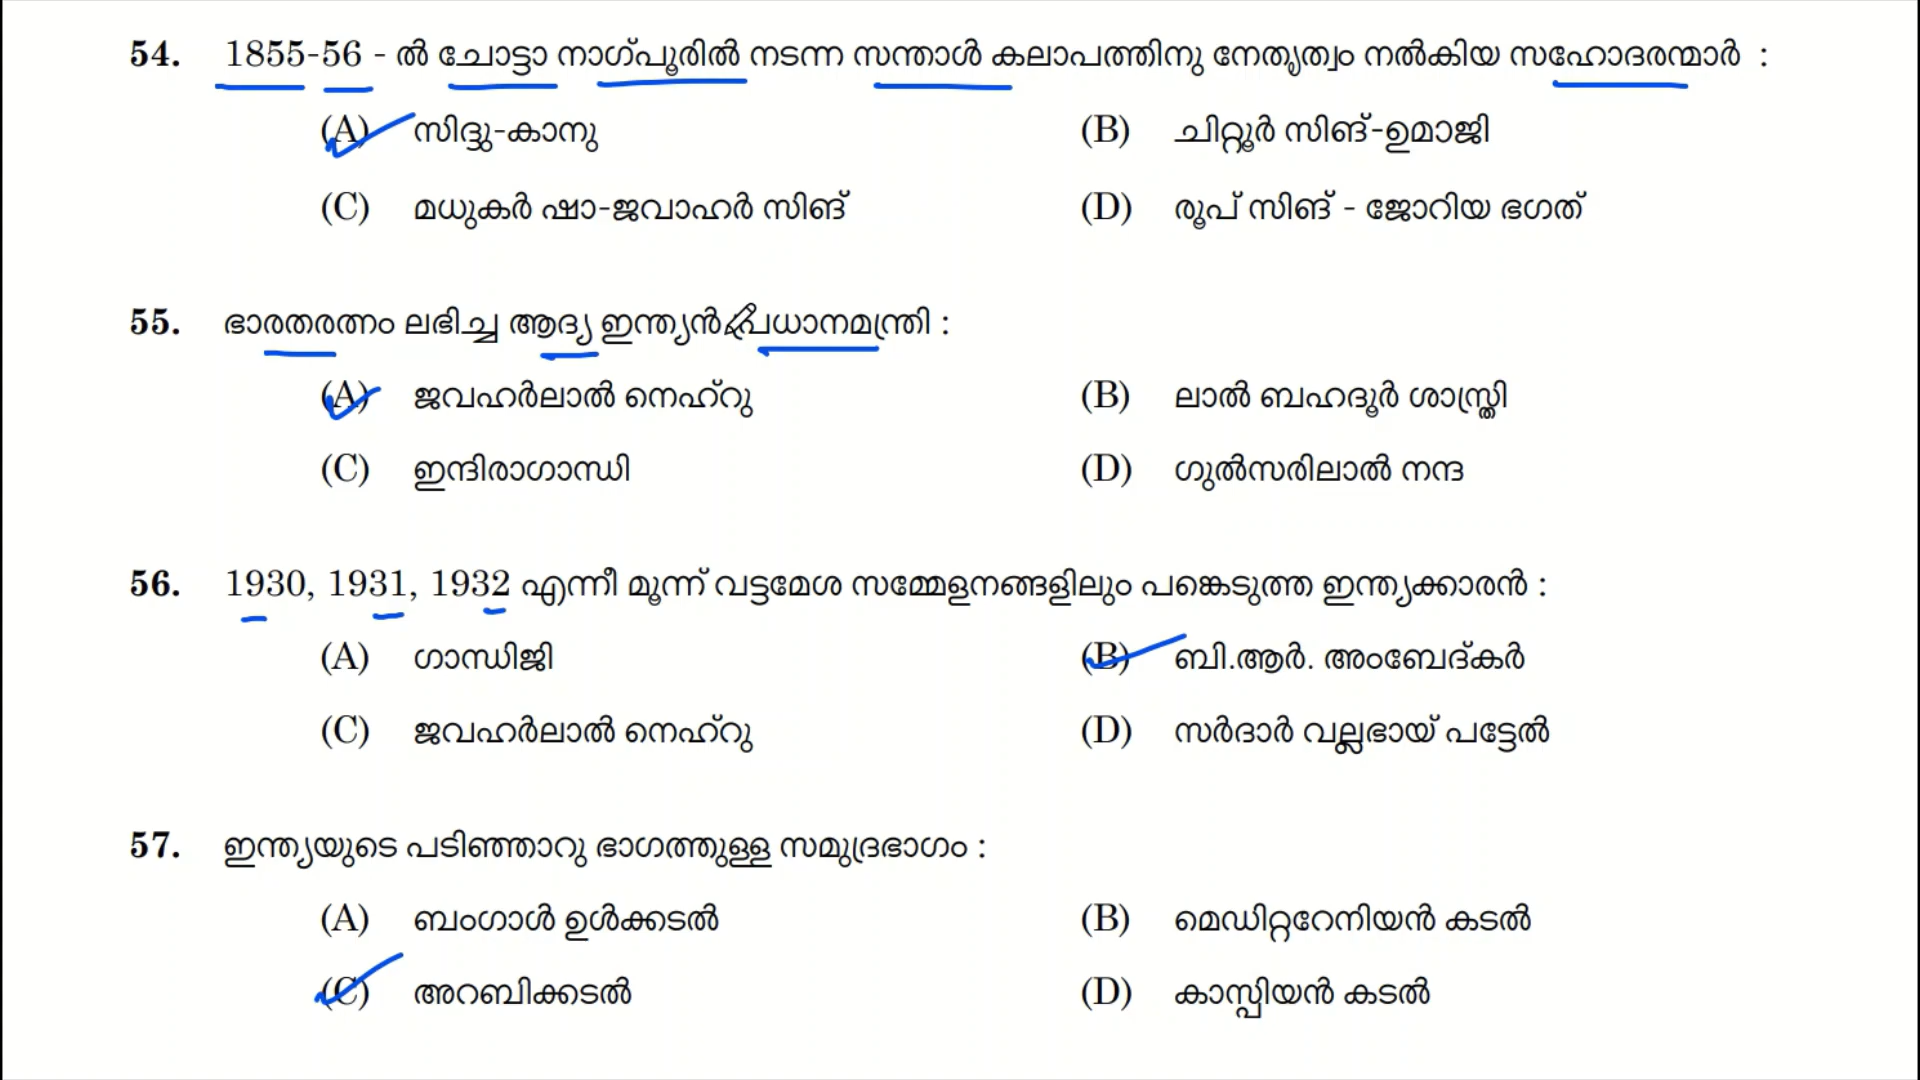 54. 1855-56 - ൽ ചോട്ടാ നാഗ്പൂരിൽ നടന്ന സന്താൾ കലാപത്തിനു നേതൃത്വം നൽകിയ സഹോദരന്മാർ :
(A) സിദ്ദു-കാനു (B) ചിറ്റൂർ സിങ്-ഉമാജി
(C) മധുകർ ഷാ-ജവാഹർ സിങ് (D) രൂപ് സിങ് - ജോറിയ ഭഗത്
55. ഭാരതരത്നം ലഭിച്ച ആദ്യ ഇന്ത്യൻ പ്രധാനമന്ത്രി :
(A) ജവഹർലാൽ നെഹ്റു (B) ലാൽ ബഹദൂർ ശാസ്ത്രി
(C) ഇന്ദിരാഗാന്ധി (D) ഗുൽസരിലാൽ നന്ദ
56. 1930, 1931, 1932 എന്നീ മൂന്ന് വട്ടമേശ സമ്മേളനങ്ങളിലും പങ്കെടുത്ത ഇന്ത്യക്കാരൻ :
(A) ഗാന്ധിജി (B) ബി.ആർ. അംബേദ്കർ
(C) ജവഹർലാൽ നെഹ്റു (D) സർദാർ വല്ലഭായ് പട്ടേൽ
57. ഇന്ത്യയുടെ പടിഞ്ഞാറു ഭാഗത്തുള്ള സമുദ്രഭാഗം :
(A) ബംഗാൾ ഉൾക്കടൽ (B) മെഡിറ്ററേനിയൻ കടൽ
(C) അറബിക്കടൽ (D) കാസ്പിയൻ കടൽ